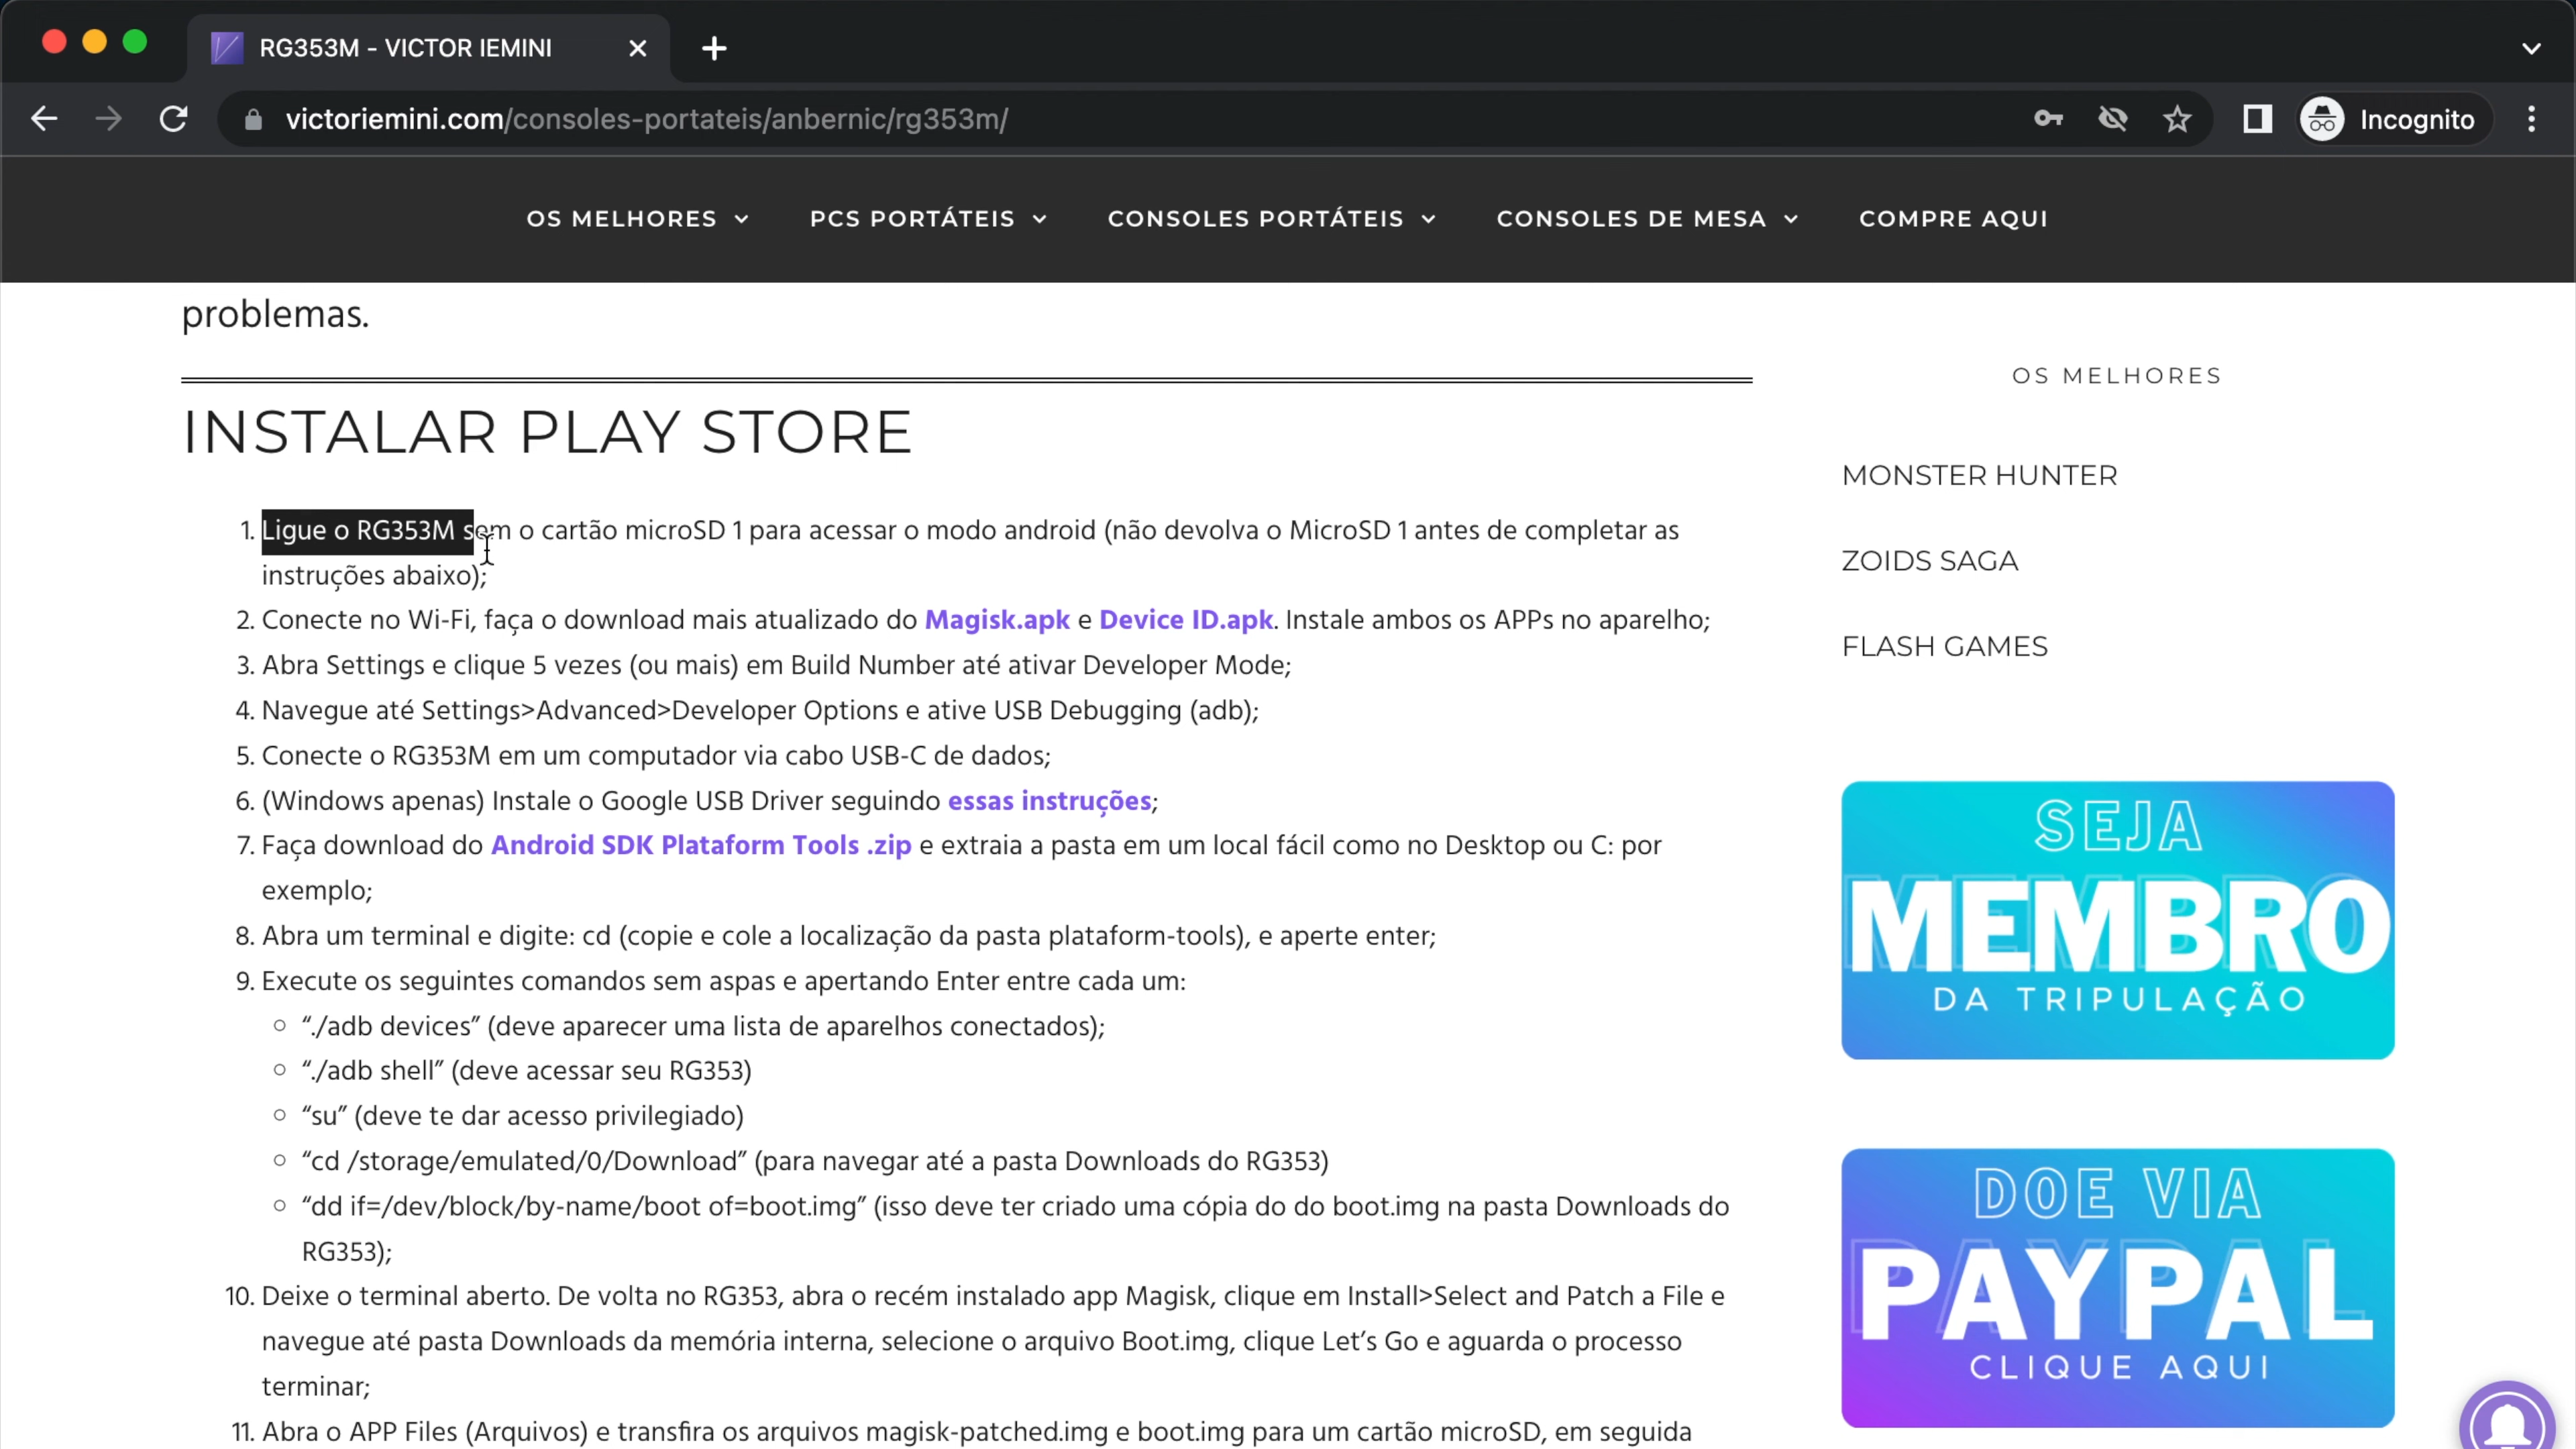 RG353M - VICTOR IEMINI
victoriemini.com/consoles-portateis/anbernic/rg353m/
Incognito
OS MELHORES
PCS PORTÁTEIS
CONSOLES PORTÁTEIS
CONSOLES DE MESA
COMPRE AQUI
problemas.
INSTALAR PLAY STORE
1. Ligue o RG353M sem o cartão microSD 1 para acessar o modo android (não devolva o MicroSD 1 antes de completar as
instruções abaixo);
2. Conecte no Wi-Fi, faça o download mais atualizado do Magisk.apk e Device ID.apk. Instale ambos os APPs no aparelho;
3. Abra Settings e clique 5 vezes (ou mais) em Build Number até ativar Developer Mode;
4. Navegue até Settings>Advanced>Developer Options e ative USB Debugging (adb);
5. Conecte o RG353M em um computador via cabo USB-C de dados;
6. (Windows apenas) Instale o Google USB Driver seguindo essas instruções;
7. Faça download do Android SDK Plataform Tools .zip e extraia a pasta em um local fácil como no Desktop ou C: por
exemplo;
8. Abra um terminal e digite: cd (copie e cole a localização da pasta plataform-tools), e aperte enter;
9. Execute os seguintes comandos sem aspas e apertando Enter entre cada um:
“./adb devices” (deve aparecer uma lista de aparelhos conectados);
“./adb shell” (deve acessar seu RG353)
“su” (deve te dar acesso privilegiado)
“cd /storage/emulated/0/Download” (para navegar até a pasta Downloads do RG353)
“dd if=/dev/block/by-name/boot of=boot.img” (isso deve ter criado uma cópia do do boot.img na pasta Downloads do
RG353);
10. Deixe o terminal aberto. De volta no RG353, abra o recém instalado app Magisk, clique em Install>Select and Patch a File e
navegue até pasta Downloads da memória interna, selecione o arquivo Boot.img, clique Let’s Go e aguarda o processo
terminar;
11. Abra o APP Files (Arquivos) e transfira os arquivos magisk-patched.img e boot.img para um cartão microSD, em seguida
OS MELHORES
MONSTER HUNTER
ZOIDS SAGA
FLASH GAMES
SEJA
MEMBRO
DA TRIPULAÇÃO
DOE VIA
PAYPAL
CLIQUE AQUI